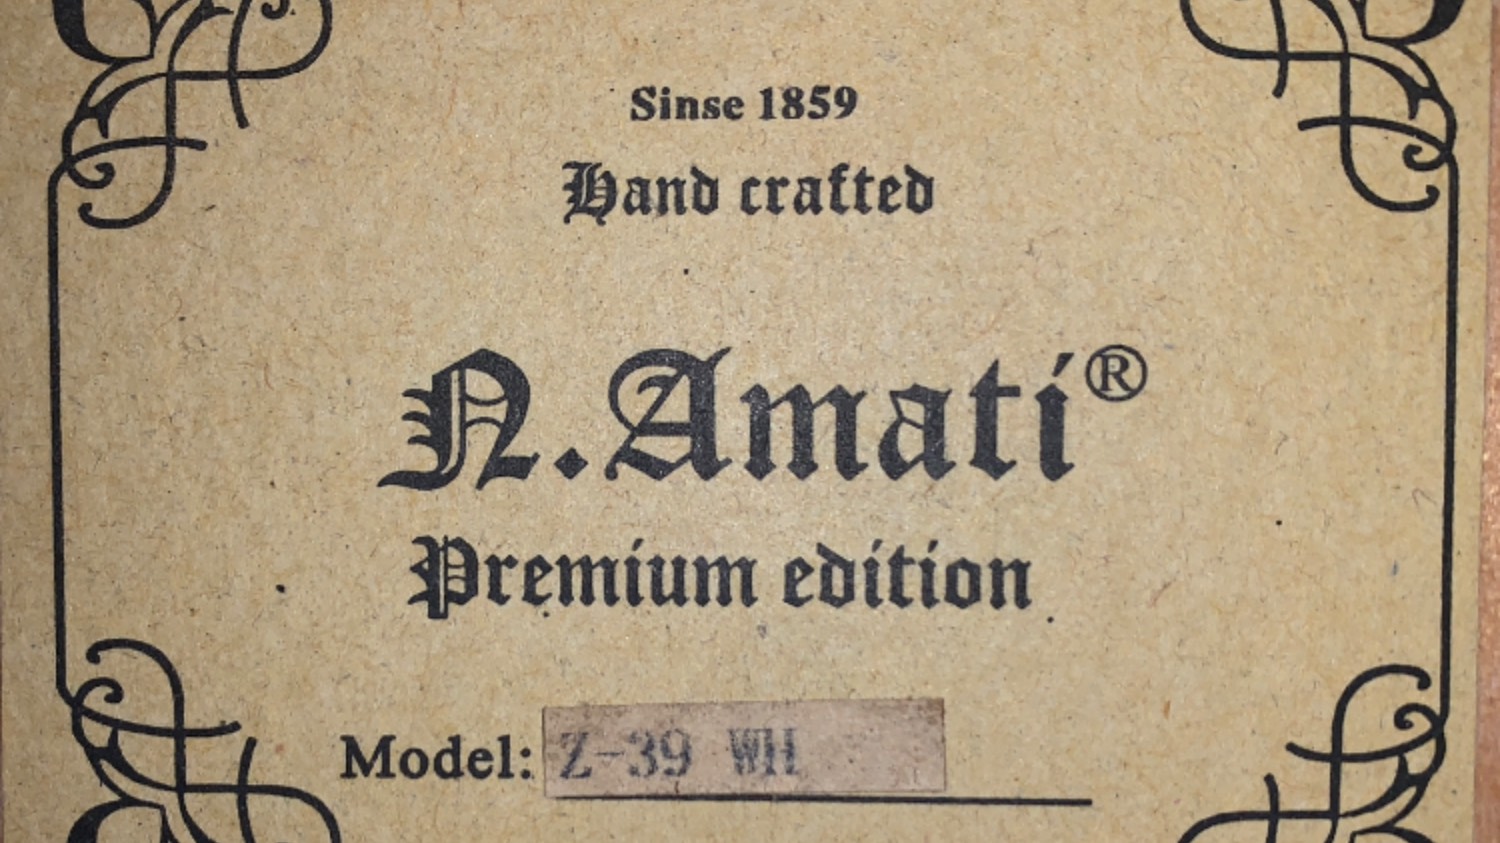 Sinse 1859
Hand crafted
N.Amati®
Premium edition
Model: Z-39 WH